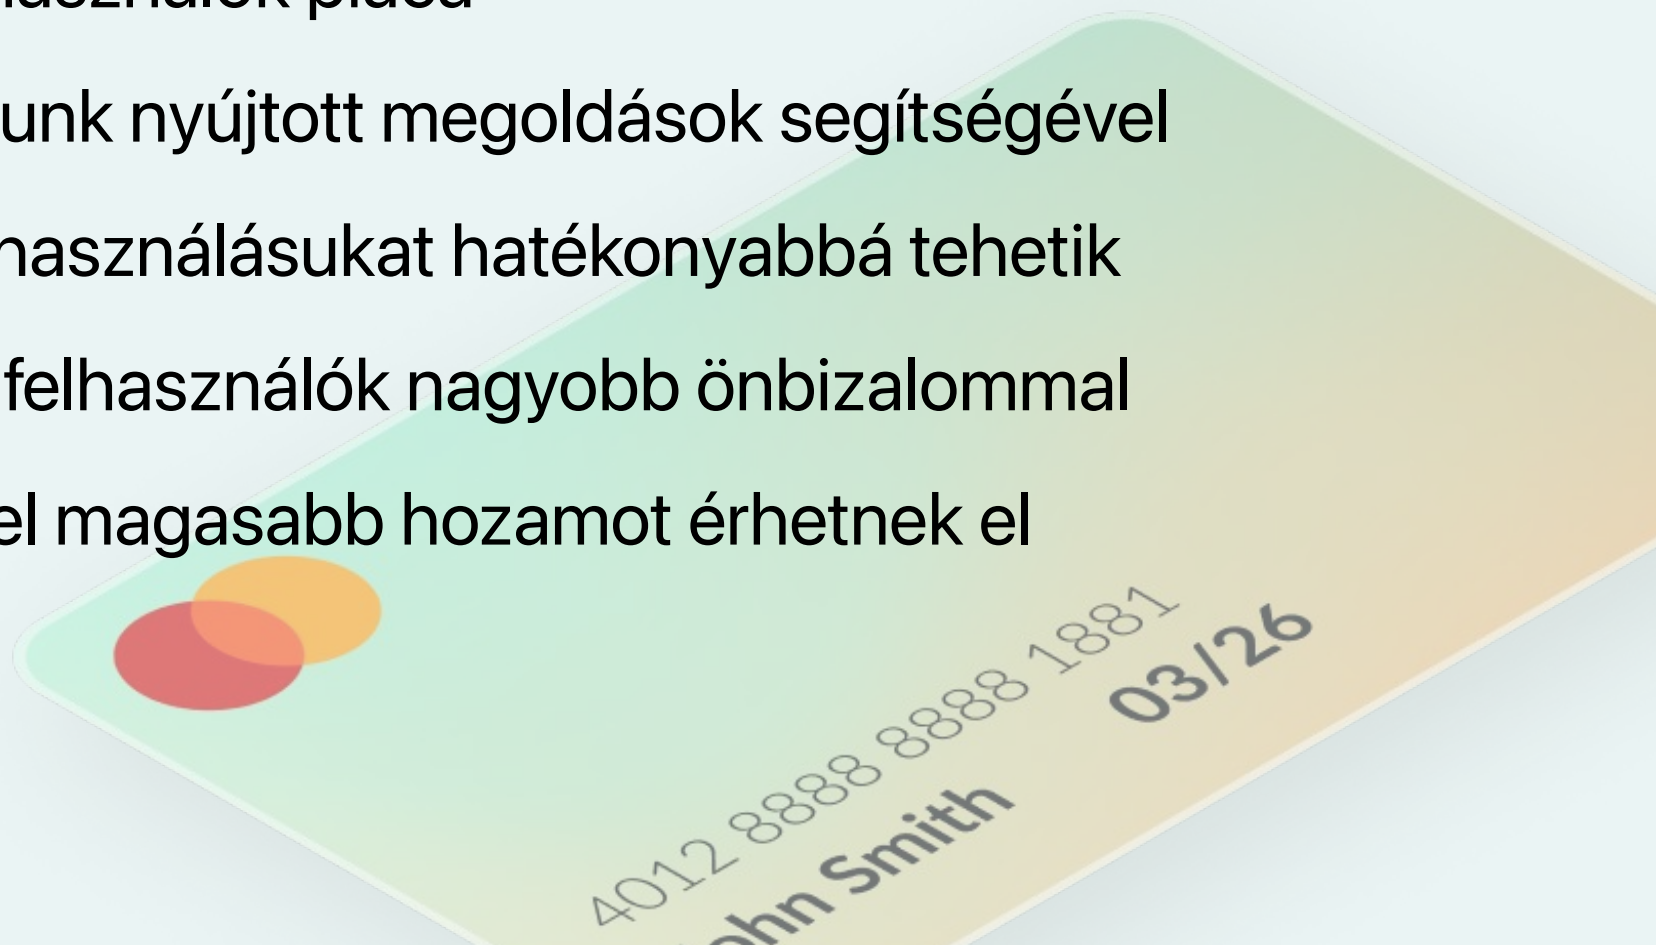 unk nyújtott megoldások segítségével
használásukat hatékonyabbá tehetik
felhasználók nagyobb önbizalommal
el magasabb hozamot érhetnek el
4012 8888 8888 1881
03/26
ohn Smith